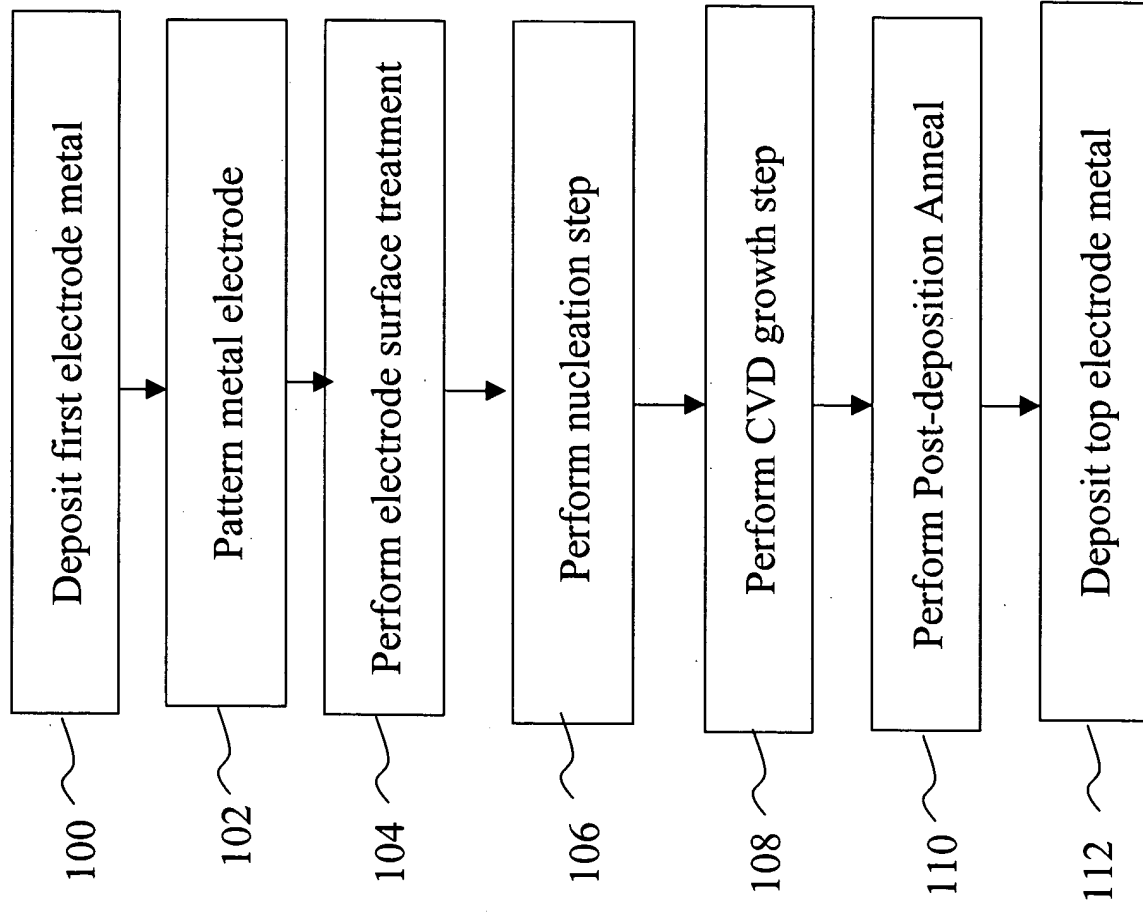 100
Deposit first electrode metal
102
Pattern metal electrode
104
Perform electrode surface treatment
106
Perform nucleation step
108
Perform CVD growth step
110
Perform Post-deposition Anneal
112
Deposit top electrode metal